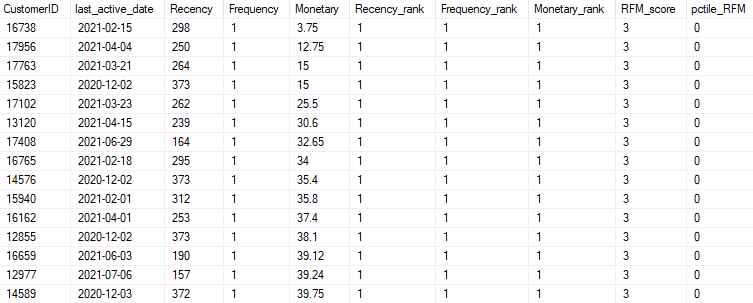 CustomerID last_active_date Recency Frequency Monetary Recency_rank Frequency_rank Monetary_rank RFM_score pctile_RFM
16738 2021-02-15 298 1 3.75 1 1 1 3 0
17956 2021-04-04 250 1 12.75 1 1 1 3 0
17763 2021-03-21 264 1 15 1 1 1 3 0
15823 2020-12-02 373 1 15 1 1 1 3 0
17102 2021-03-23 262 1 25.5 1 1 1 3 0
13120 2021-04-15 239 1 30.6 1 1 1 3 0
17408 2021-06-29 164 1 32.65 1 1 1 3 0
16765 2021-02-18 295 1 34 1 1 1 3 0
14576 2020-12-02 373 1 35.4 1 1 1 3 0
15940 2021-02-01 312 1 35.8 1 1 1 3 0
16162 2021-04-01 253 1 37.4 1 1 1 3 0
12855 2020-12-02 373 1 38.1 1 1 1 3 0
16659 2021-06-03 190 1 39.12 1 1 1 3 0
12977 2021-07-06 157 1 39.24 1 1 1 3 0
14589 2020-12-03 372 1 39.75 1 1 1 3 0